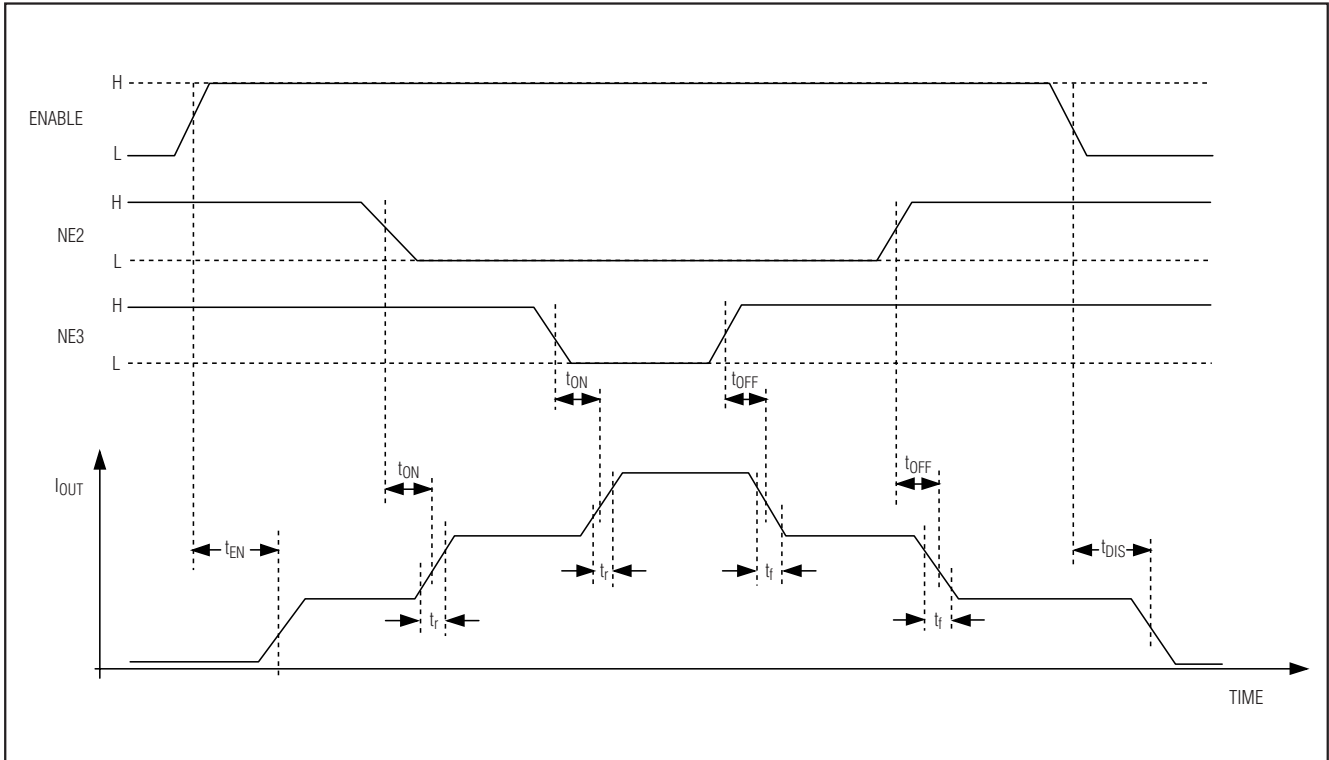 H
ENABLE
L
H
NE2
L
H
NE3
L
tON
tOFF
tON
tOFF
IOUT
tEN
tr
tf
tDIS
tr
tf
TIME